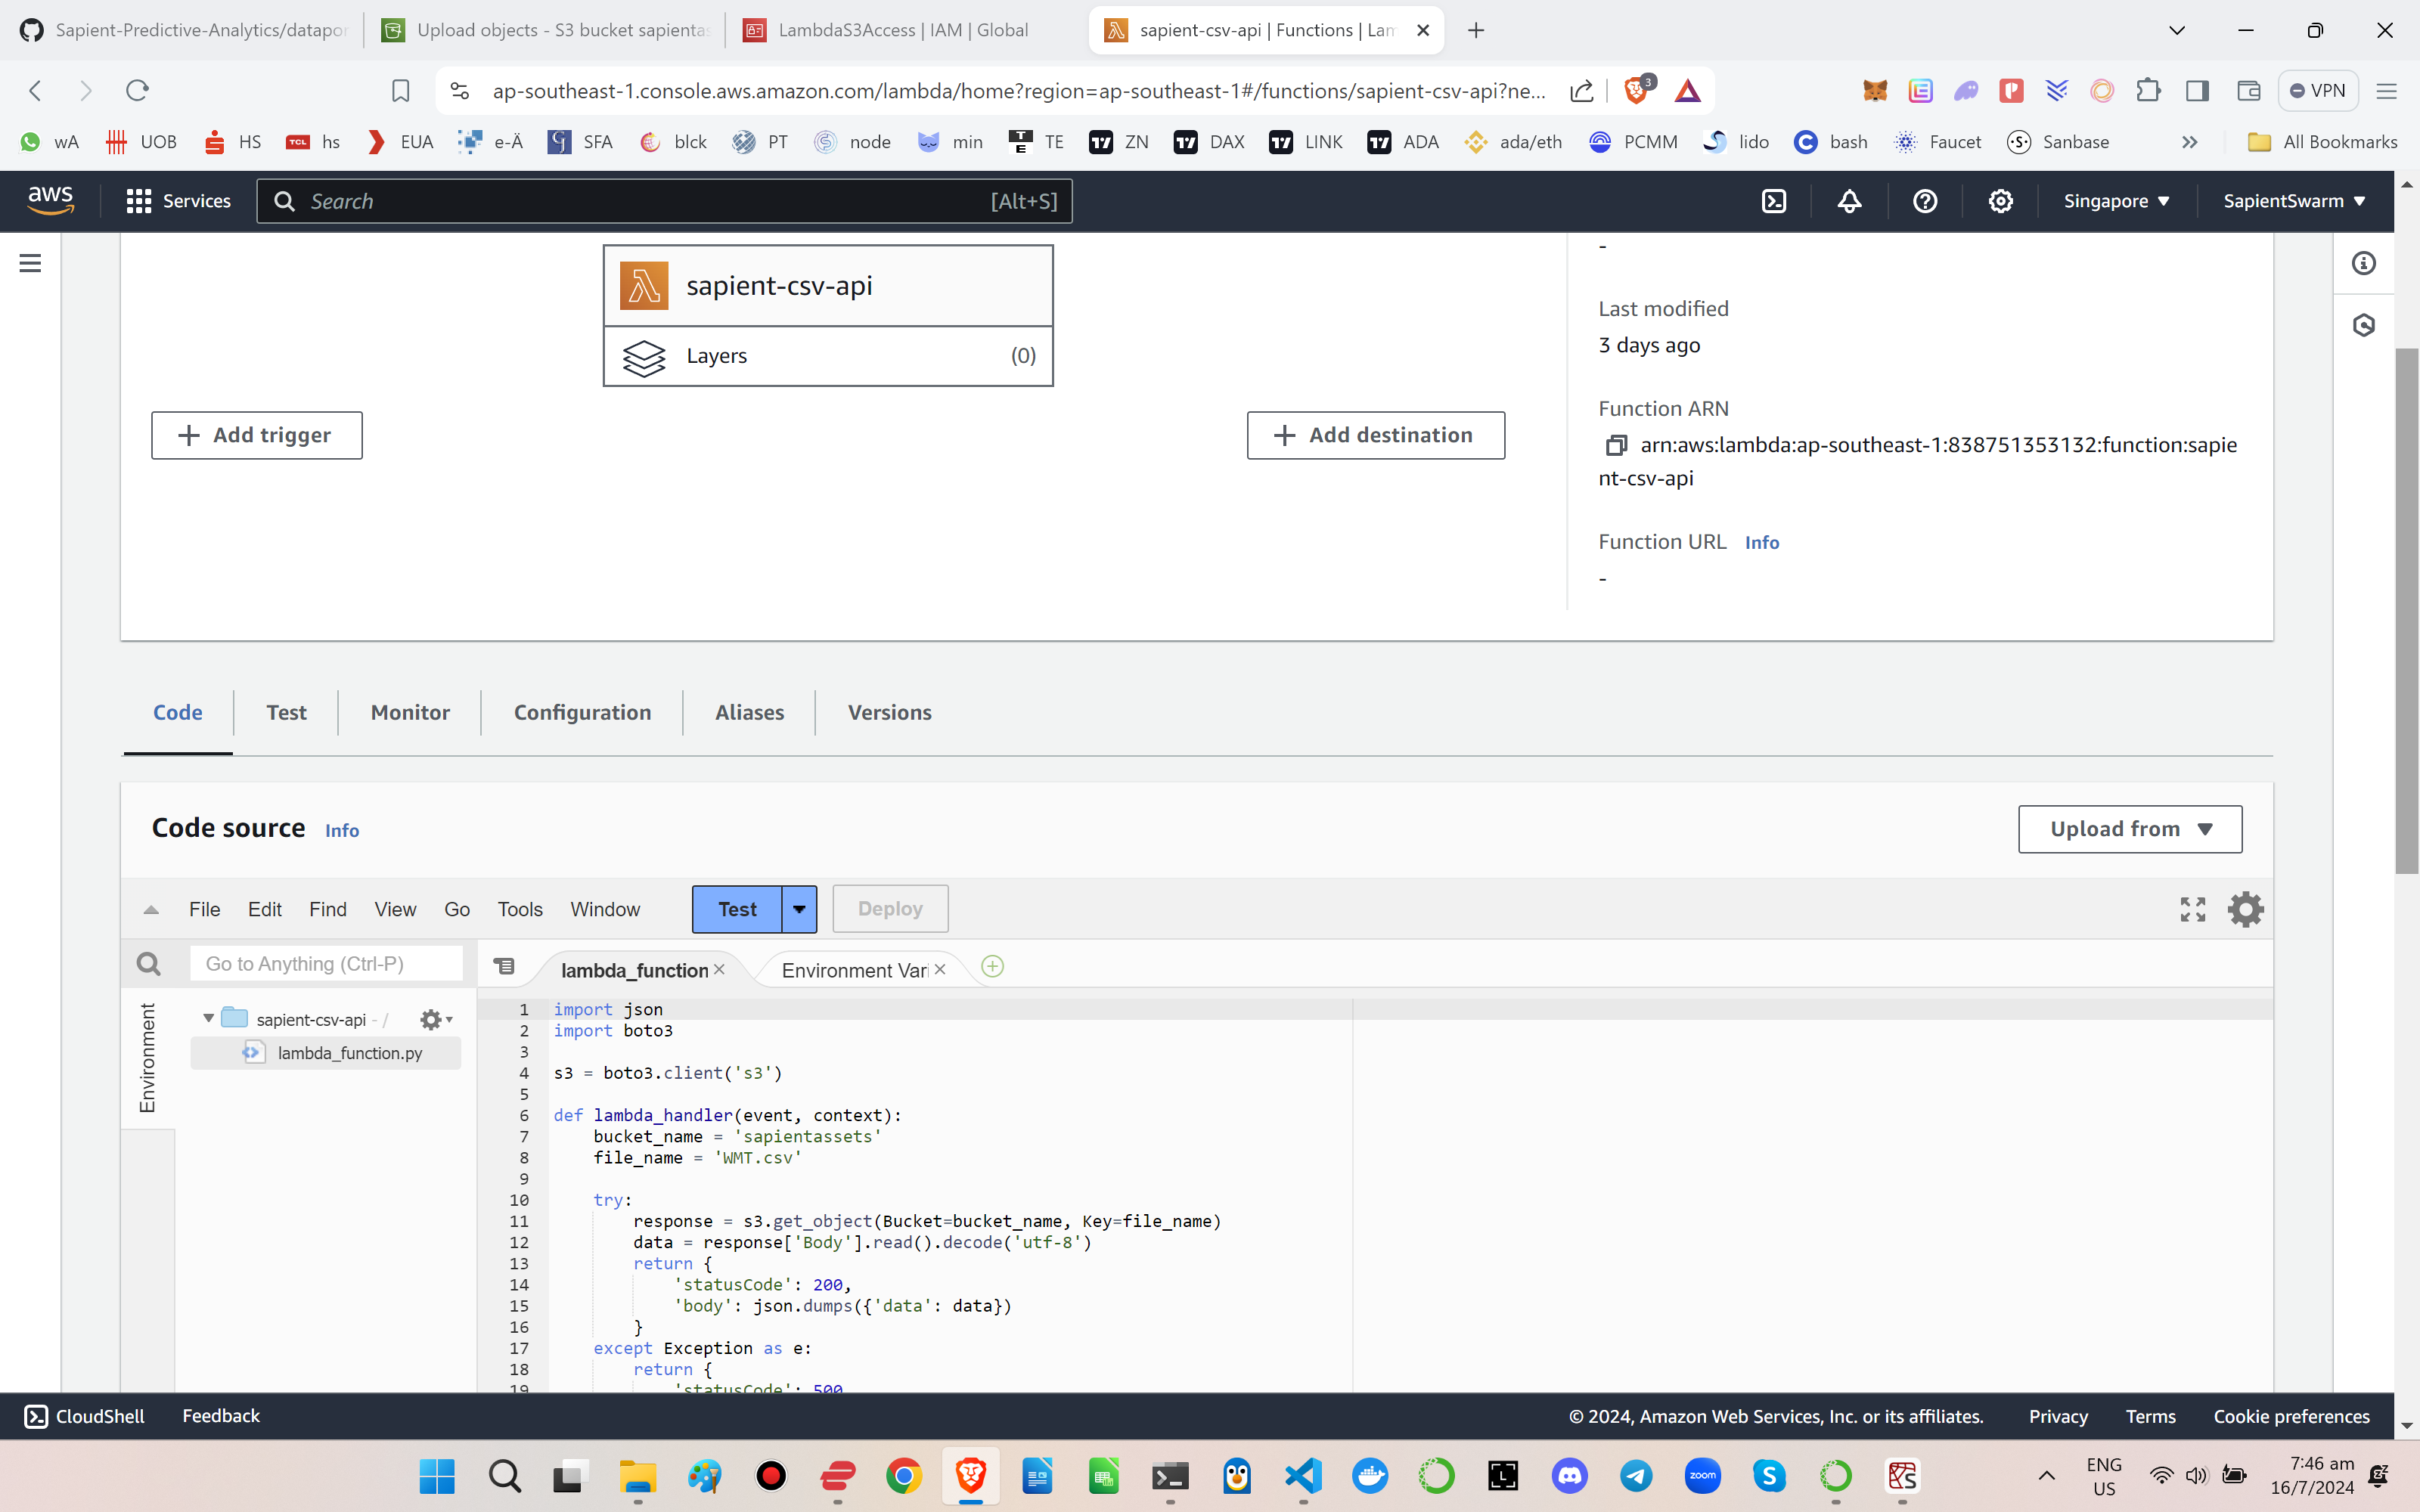 Sapient-Predictive-Analytics/datapor
Upload objects - S3 bucket sapientas
LambdaS3Access | IAM | Global
sapient-csv-api | Functions | Lam
ap-southeast-1.console.aws.amazon.com/lambda/home?region=ap-southeast-1#/functions/sapient-csv-api?ne...
3
VPN
wA
UOB
HS
TCL
hs
EUA
e-Ä
SFA
blck
PT
node
min
TE
ZN
DAX
LINK
ADA
ada/eth
PCMM
lido
bash
Faucet
Sanbase
All Bookmarks
aws
Services
Search
[Alt+S]
Singapore
SapientSwarm
sapient-csv-api
Layers
(0)
Add trigger
Add destination
-
Last modified
3 days ago
Function ARN
arn:aws:lambda:ap-southeast-1:838751353132:function:sapie
nt-csv-api
Function URL Info
-
Code
Test
Monitor
Configuration
Aliases
Versions
Code source Info
Upload from
File
Edit
Find
View
Go
Tools
Window
Test
Deploy
Go to Anything (Ctrl-P)
lambda_function
Environment Var
Environment
sapient-csv-api - /
lambda_function.py
1 import json
2 import boto3
3
4 s3 = boto3.client('s3')
5
6 def lambda_handler(event, context):
7 bucket_name = 'sapientassets'
8 file_name = 'WMT.csv'
9
10 try:
11 response = s3.get_object(Bucket=bucket_name, Key=file_name)
12 data = response['Body'].read().decode('utf-8')
13 return {
14 'statusCode': 200,
15 'body': json.dumps({'data': data})
16 }
17 except Exception as e:
18 return {
19 'statusCode': 500
CloudShell
Feedback
© 2024, Amazon Web Services, Inc. or its affiliates.
Privacy
Terms
Cookie preferences
zoom
ENG
US
7:46 am
16/7/2024